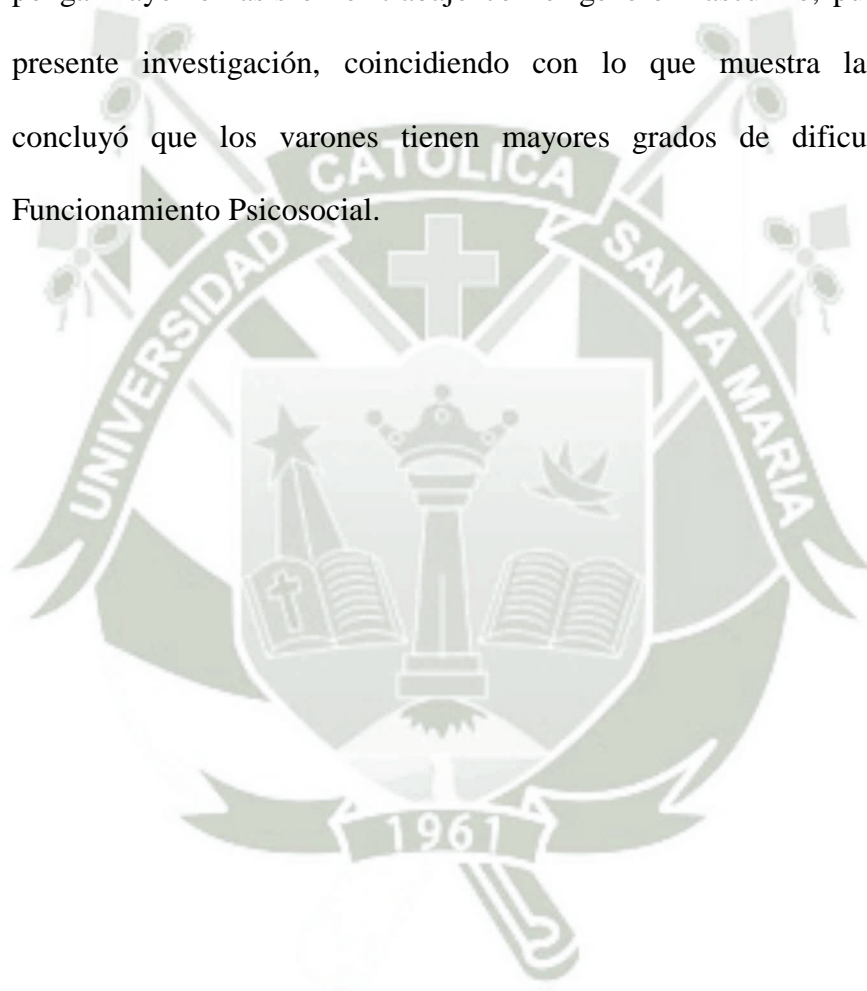 presente investigación, coincidiendo con lo que muestra la
concluyó que los varones tienen mayores grados de dificu
Funcionamiento Psicosocial.
UNIVERSIDAD CATOLICA SANTA MARIA
1961